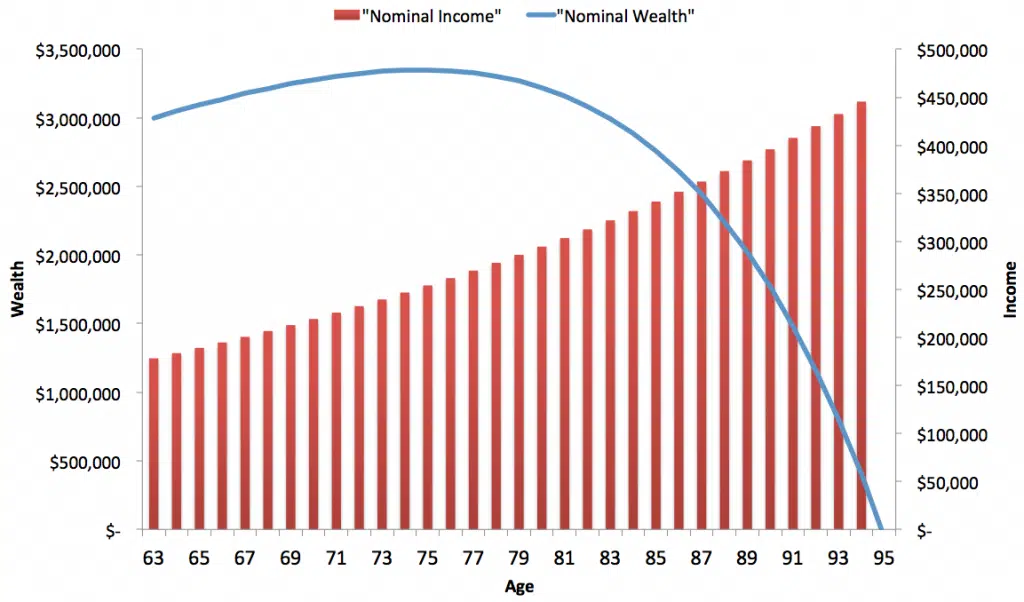 "Nominal Income" "Nominal Wealth"
$3,500,000 $500,000
$3,000,000 $450,000
$2,500,000 $400,000
$2,000,000 $350,000
$1,500,000 $300,000
$1,000,000 $250,000
$500,000 $200,000
$- $150,000
$100,000
$50,000
$-
Wealth
Income
63 65 67 69 71 73 75 77 79 81 83 85 87 89 91 93 95
Age